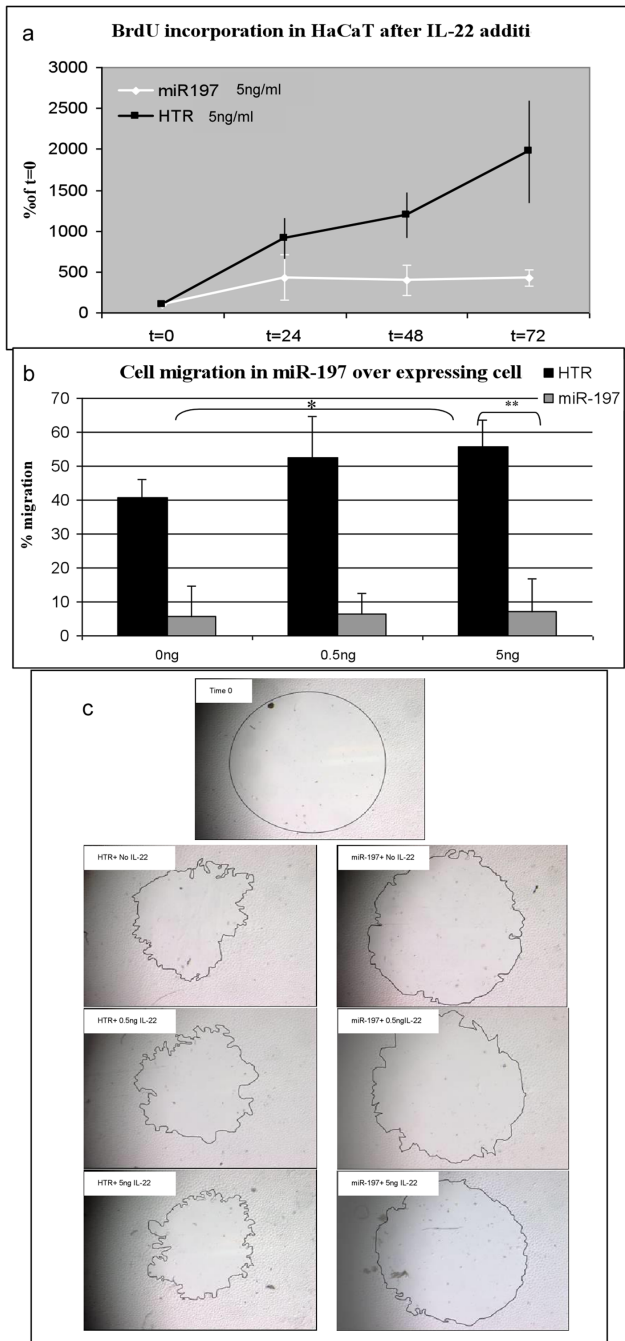 a
BrdU incorporation in HaCaT after IL-22 additi
3000
2500
2000
1500
1000
500
0
%of t=0
miR197 5ng/ml
HTR 5ng/ml
t=0 t=24 t=48 t=72
b
Cell migration in miR-197 over expressing cell
HTR
miR-197
70
60
50
40
30
20
10
0
% migration
*
**
0ng 0.5ng 5ng
c
Time 0
HTR+ No IL-22
miR-197+ No IL-22
HTR+ 0.5ng IL-22
miR-197+ 0.5ngIL-22
HTR+ 5ng IL-22
miR-197+ 5ng IL-22